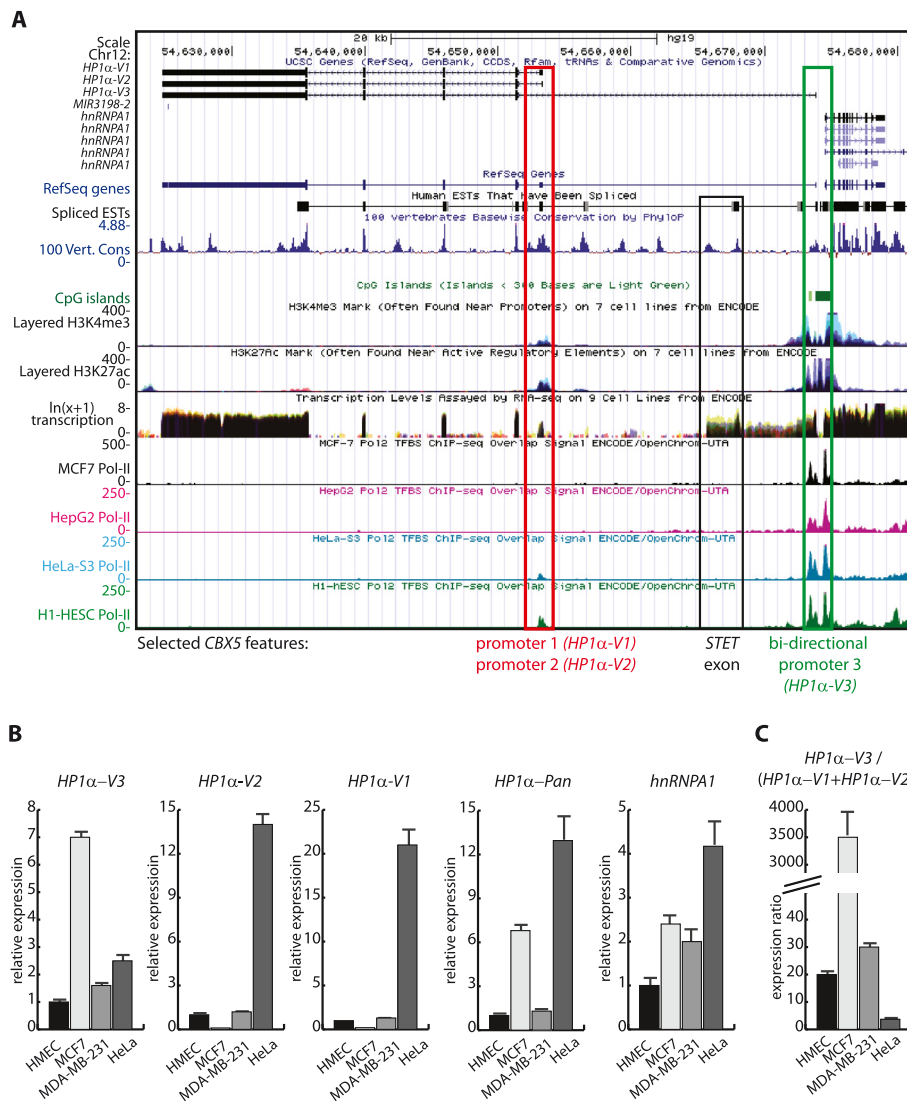 A
Scale 20 kb hg19
Chr12: 54,630,000 54,640,000 54,650,000 54,660,000 54,670,000 54,680,000
UCSC Genes (RefSeq, GenBank, CCDS, Rfam, tRNAs & Comparative Genomics)
HP1α-V1
HP1α-V2
HP1α-V3
MIR3198-2
hnRNPA1
hnRNPA1
hnRNPA1
hnRNPA1
hnRNPA1
RefSeq Genes
RefSeq genes
Human ESTs That Have Been Spliced
Spliced ESTs
4.88-
100 vertebrates Basewise Conservation by PhyloP
100 Vert. Cons
0-
CpG Islands (Islands < 300 Bases are Light Green)
CpG islands
400-
H3K4Me3 Mark (Often Found Near Promoters) on 7 cell lines from ENCODE
Layered H3K4me3
0-
H3K27Ac Mark (Often Found Near Active Regulatory Elements) on 7 cell lines from ENCODE
400-
Layered H3K27ac
0-
Transcription Levels Assayed by RNA-seq on 9 Cell Lines from ENCODE
ln(x+1) 8-
transcription
0-
MCF-7 Pol2 TFBS ChIP-seq Overlap Signal ENCODE/OpenChrom-UTA
500-
MCF7 Pol-II
0-
HepG2 Pol2 TFBS ChIP-seq Overlap Signal ENCODE/OpenChrom-UTA
250-
HepG2 Pol-II
0-
HeLa-S3 Pol2 TFBS ChIP-seq Overlap Signal ENCODE/OpenChrom-UTA
250-
HeLa-S3 Pol-II
0-
H1-hESC Pol2 TFBS ChIP-seq Overlap Signal ENCODE/OpenChrom-UTA
250-
H1-HESC Pol-II
0-
Selected CBX5 features: promoter 1 (HP1α-V1) STET bi-directional
promoter 2 (HP1α-V2) exon promoter 3
(HP1α-V3)
B
HP1α−V3
relative expressioin
8
7
6
5
4
3
2
1
0
HMEC
MCF7
MDA-MB-231
HeLa
HP1α-V2
relative expressioin
15
12
9
6
3
0
HMEC
MCF7
MDA-MB-231
HeLa
HP1α-V1
relative expressioin
25
20
15
10
5
0
HMEC
MCF7
MDA-MB-231
HeLa
HP1α−Pan
relative expressioin
15
12
9
6
3
0
HMEC
MCF7
MDA-MB-231
HeLa
hnRNPA1
relative expressioin
5
4
3
2
1
0
HMEC
MCF7
MDA-MB-231
HeLa
C
HP1α−V3 /
(HP1α−V1+HP1α−V2
expression ratio
4000
3500
3000
40
30
20
10
0
HMEC
MCF7
MDA-MB-231
HeLa